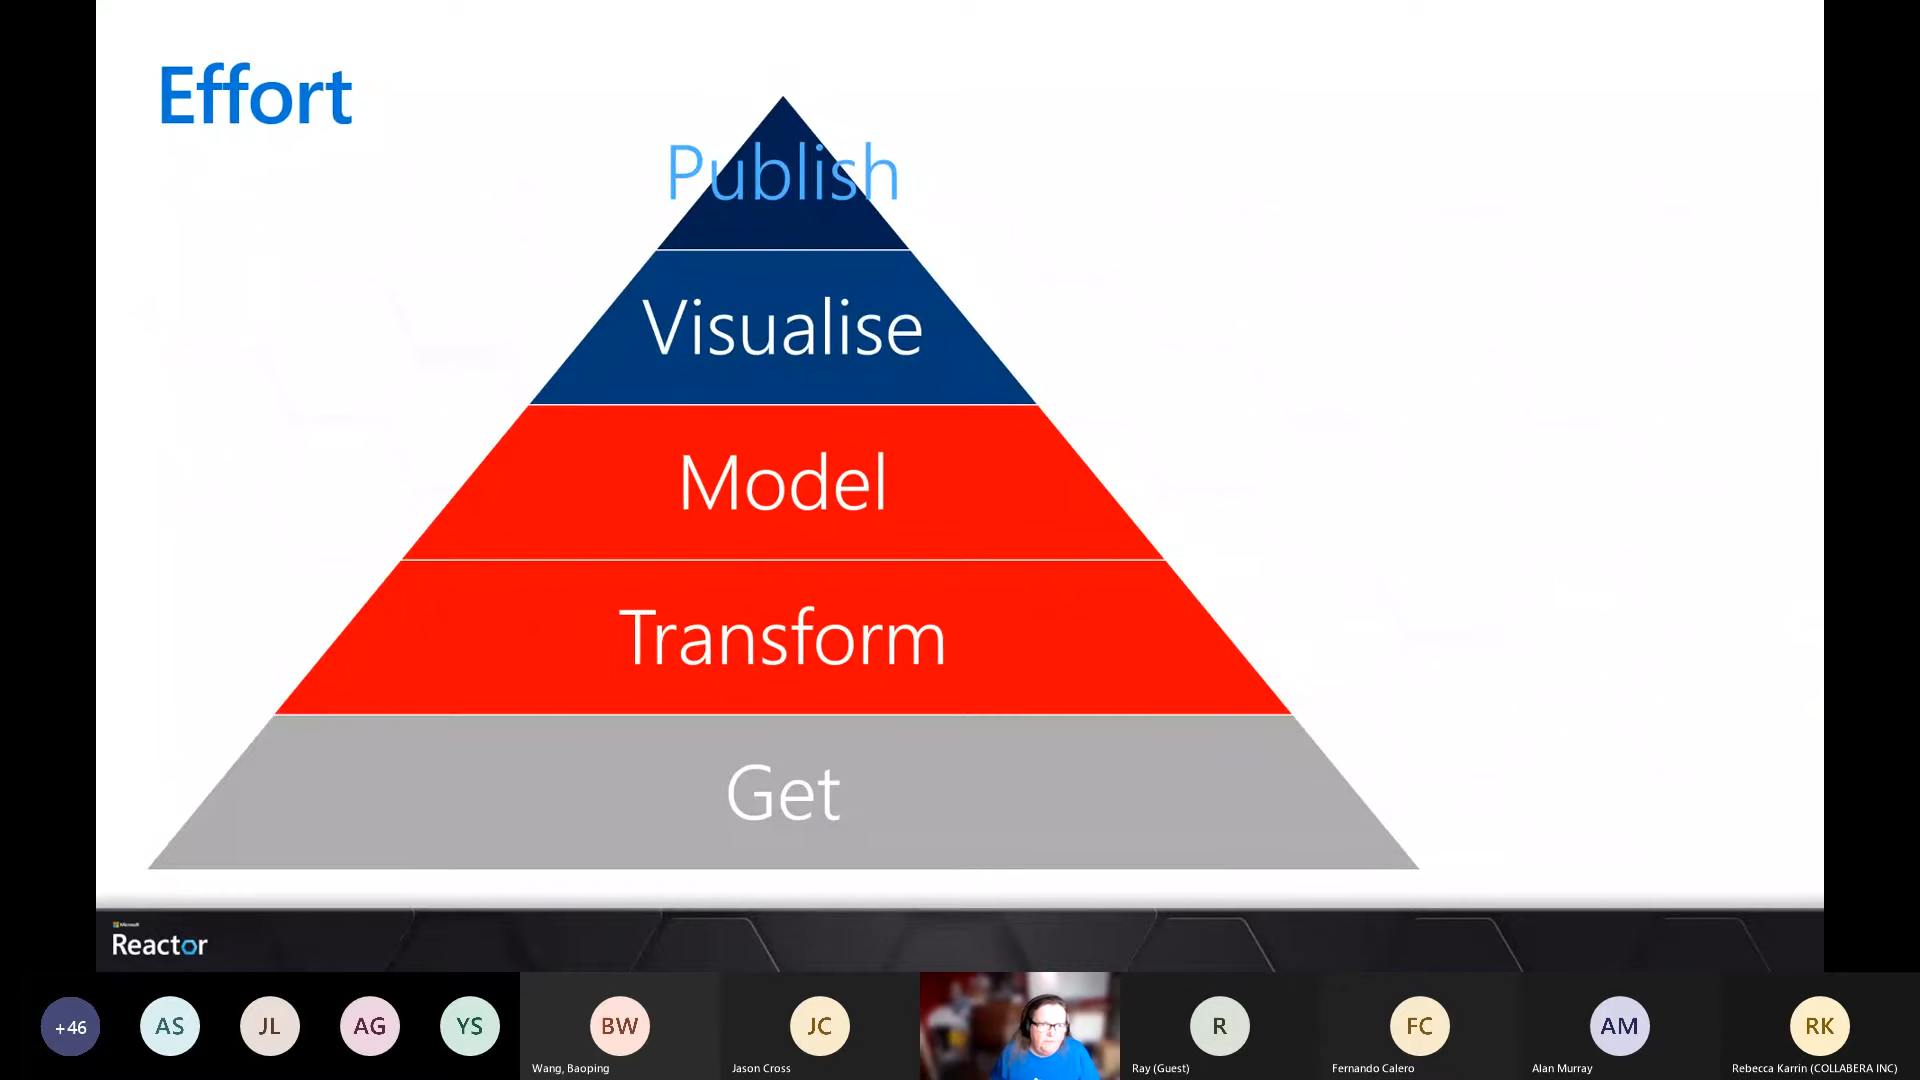 Effort
Publish
Visualise
Model
Transform
Get
Microsoft
Reactor
+46
AS
JL
AG
YS
BW
JC
R
FC
AM
RK
Wang, Baoping
Jason Cross
Ray (Guest)
Fernando Calero
Alan Murray
Rebecca Karrin (COLLABERA INC)